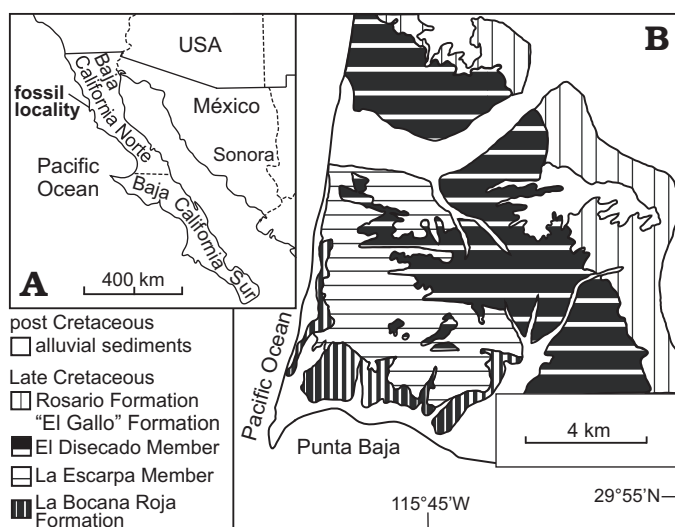 USA
B
Baja
California Norte
fossil
locality
México
Sonora
Pacific
Ocean
Baja California Sur
400 km
A
post Cretaceous
alluvial sediments
Late Cretaceous
Rosario Formation
“El Gallo” Formation
El Disecado Member
La Escarpa Member
La Bocana Roja
Formation
Pacific Ocean
Punta Baja
4 km
115°45'W
29°55'N